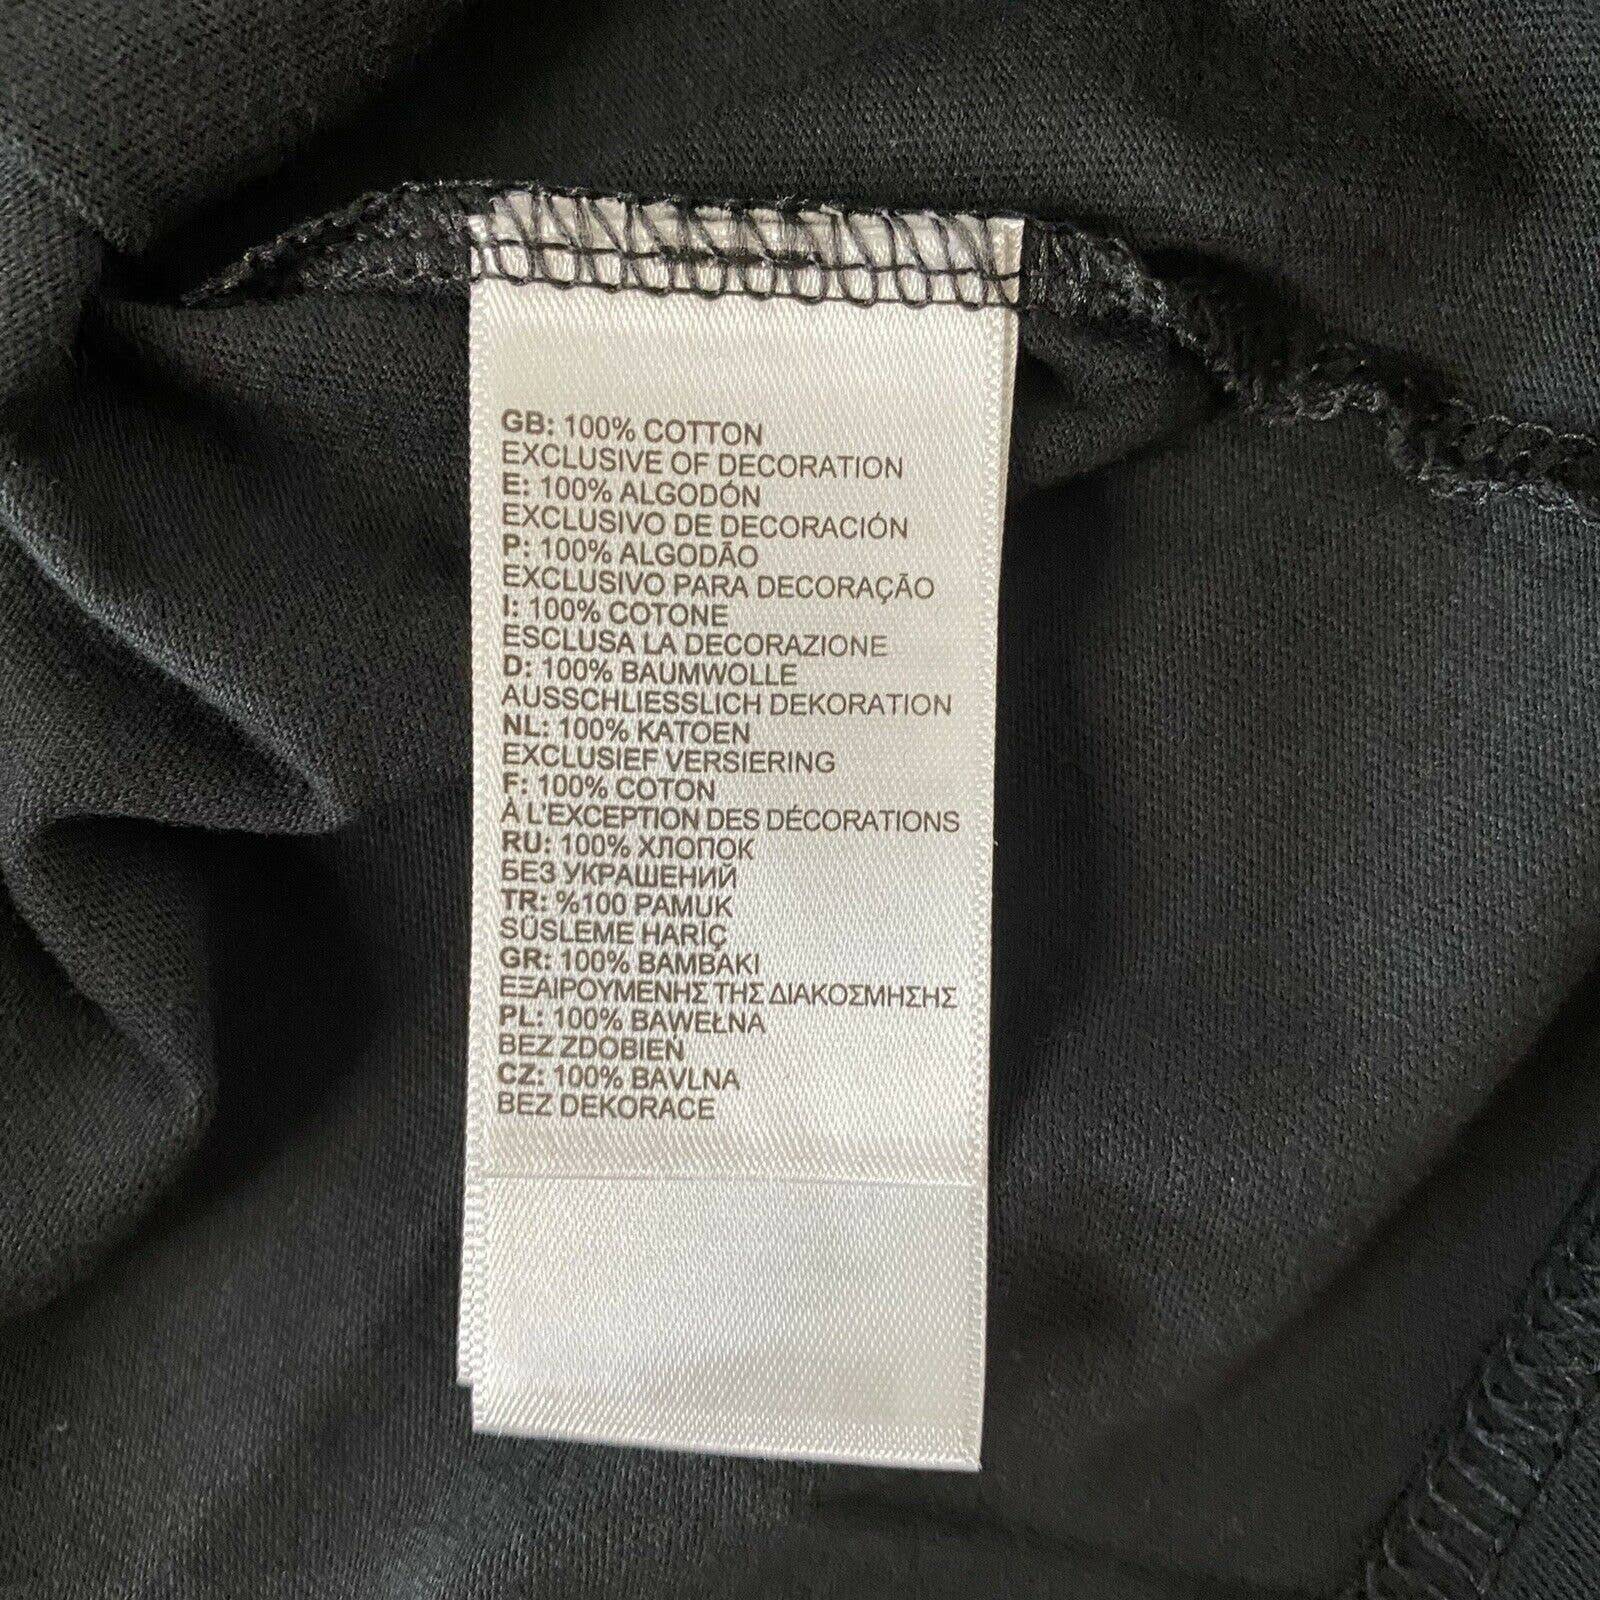 GB: 100% COTTON
EXCLUSIVE OF DECORATION
E: 100% ALGODÓN
EXCLUSIVO DE DECORACIÓN
P: 100% ALGODÃO
EXCLUSIVO PARA DECORAÇÃO
I: 100% COTONE
ESCLUSA LA DECORAZIONE
D: 100% BAUMWOLLE
AUSSCHLIESSLICH DEKORATION
NL: 100% KATOEN
EXCLUSIEF VERSIERING
F: 100% COTON
À L'EXCEPTION DES DÉCORATIONS
RU: 100% ХЛОПОК
БЕЗ УКРАШЕНИЙ
TR: %100 PAMUK
SÜSLEME HARİÇ
GR: 100% ΒΑΜΒΑΚΙ
ΕΞΑΙΡΟΥΜΕΝΗΣ ΤΗΣ ΔΙΑΚΟΣΜΗΣΗΣ
PL: 100% BAWEŁNA
BEZ ZDOBIEŃ
CZ: 100% BAVLNA
BEZ DEKORACE